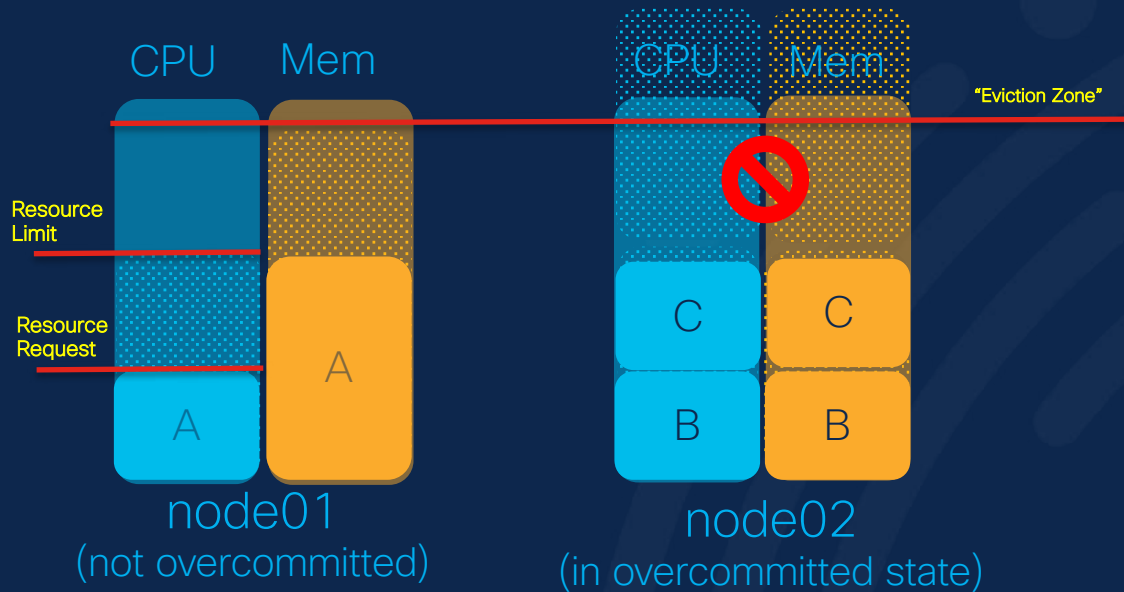 CPU
Mem
CPU
Mem
“Eviction Zone”
Resource
Limit
Resource
Request
A
A
C
C
B
B
node01
(not overcommitted)
node02
(in overcommitted state)